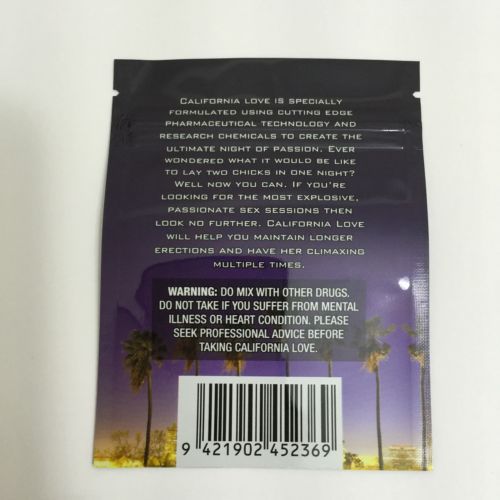 CALIFORNIA LOVE IS SPECIALLY
FORMULATED USING CUTTING EDGE
PHARMACEUTICAL TECHNOLOGY AND
RESEARCH CHEMICALS TO CREATE THE
ULTIMATE NIGHT OF PASSION. EVER
WONDERED WHAT IT WOULD BE LIKE
TO LAY TWO CHICKS IN ONE NIGHT?
WELL NOW YOU CAN. IF YOU'RE
LOOKING FOR THE MOST EXPLOSIVE,
PASSIONATE SEX SESSIONS THEN
LOOK NO FURTHER. CALIFORNIA LOVE
WILL HELP YOU MAINTAIN LONGER
ERECTIONS AND HAVE HER CLIMAXING
MULTIPLE TIMES.
WARNING: DO MIX WITH OTHER DRUGS.
DO NOT TAKE IF YOU SUFFER FROM MENTAL
ILLNESS OR HEART CONDITION. PLEASE
SEEK PROFESSIONAL ADVICE BEFORE
TAKING CALIFORNIA LOVE.
9 421902 452369